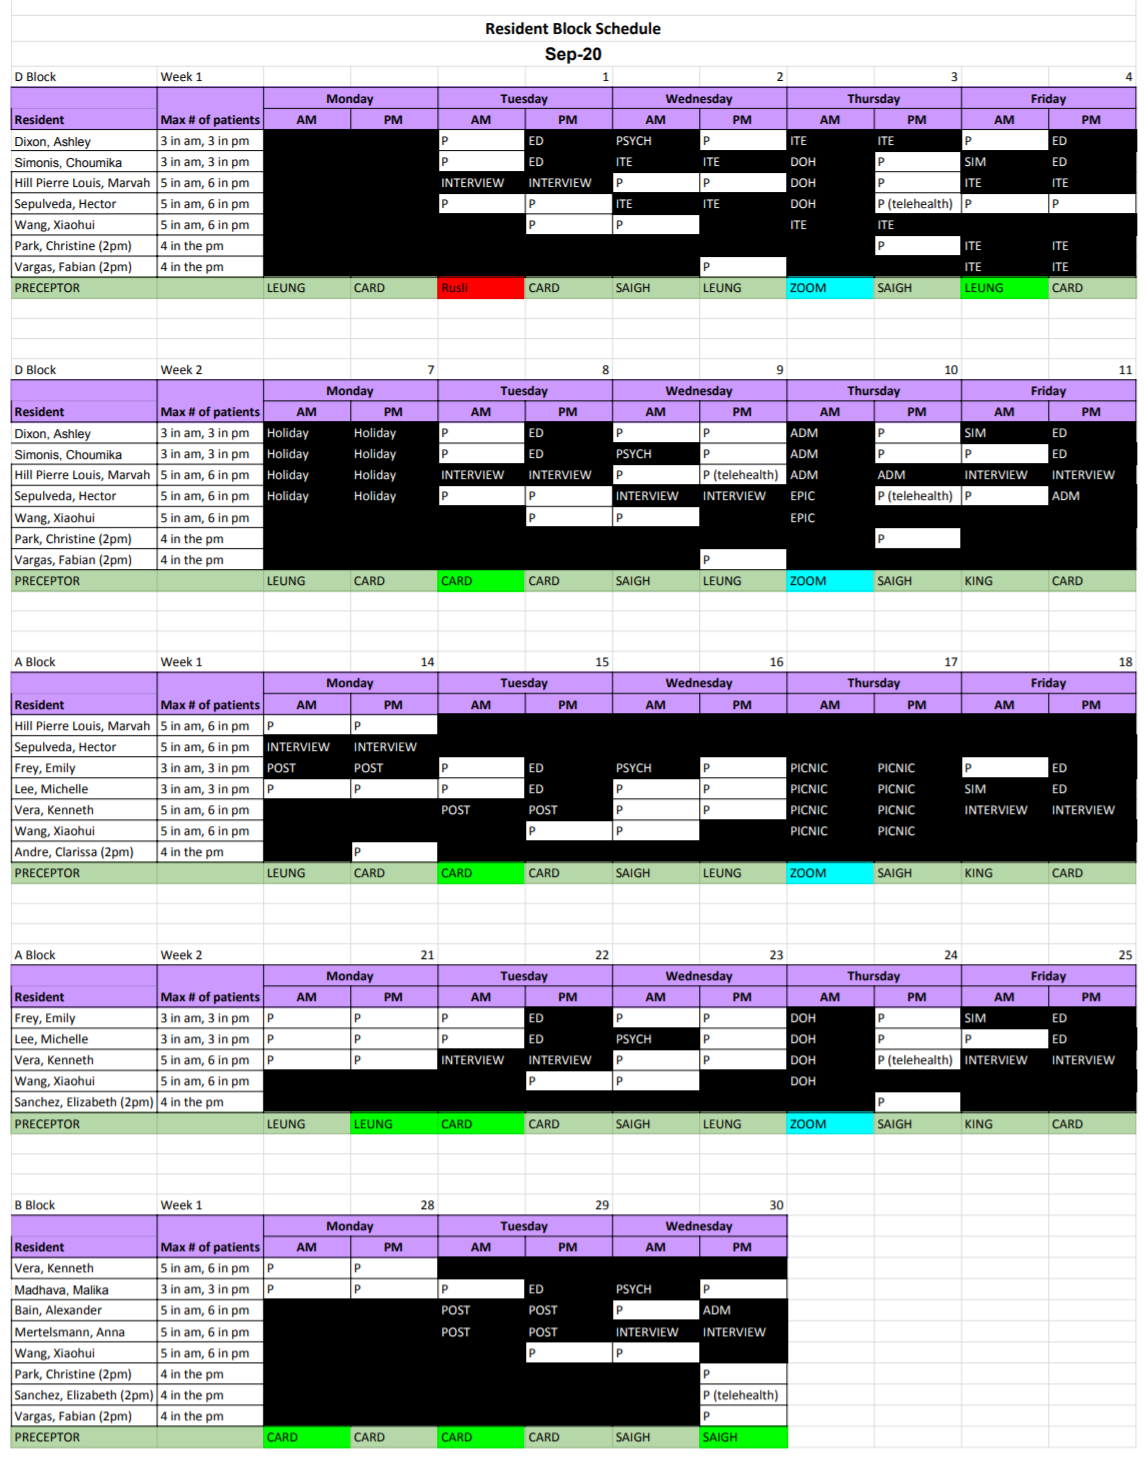 Resident Block Schedule
Sep-20
D Block Week 1 1 2 3 4
Monday Tuesday Wednesday Thursday Friday
Resident Max # of patients AM PM AM PM AM PM AM PM AM PM
Dixon, Ashley 3 in am, 3 in pm P ED PSYCH P ITE ITE P ED
Simonis, Choumika 3 in am, 3 in pm P ED ITE ITE DOH P SIM ED
Hill Pierre Louis, Marvah 5 in am, 6 in pm INTERVIEW INTERVIEW P P DOH P ITE ITE
Sepulveda, Hector 5 in am, 6 in pm P P ITE ITE DOH P (telehealth) P P
Wang, Xiaohui 5 in am, 6 in pm P P ITE ITE
Park, Christine (2pm) 4 in the pm P ITE ITE
Vargas, Fabian (2pm) 4 in the pm P ITE ITE
PRECEPTOR LEUNG CARD Rusli CARD SAIGH LEUNG ZOOM SAIGH LEUNG CARD
D Block Week 2 7 8 9 10 11
Monday Tuesday Wednesday Thursday Friday
Resident Max # of patients AM PM AM PM AM PM AM PM AM PM
Dixon, Ashley 3 in am, 3 in pm Holiday Holiday P ED P P ADM P SIM ED
Simonis, Choumika 3 in am, 3 in pm Holiday Holiday P ED PSYCH P ADM P P ED
Hill Pierre Louis, Marvah 5 in am, 6 in pm Holiday Holiday INTERVIEW INTERVIEW P P (telehealth) ADM ADM INTERVIEW INTERVIEW
Sepulveda, Hector 5 in am, 6 in pm Holiday Holiday P P INTERVIEW INTERVIEW EPIC P (telehealth) P ADM
Wang, Xiaohui 5 in am, 6 in pm P P EPIC
Park, Christine (2pm) 4 in the pm P
Vargas, Fabian (2pm) 4 in the pm P
PRECEPTOR LEUNG CARD CARD CARD SAIGH LEUNG ZOOM SAIGH KING CARD
A Block Week 1 14 15 16 17 18
Monday Tuesday Wednesday Thursday Friday
Resident Max # of patients AM PM AM PM AM PM AM PM AM PM
Hill Pierre Louis, Marvah 5 in am, 6 in pm P P
Sepulveda, Hector 5 in am, 6 in pm INTERVIEW INTERVIEW
Frey, Emily 3 in am, 3 in pm POST POST P ED PSYCH P PICNIC PICNIC P ED
Lee, Michelle 3 in am, 3 in pm P P P ED P P PICNIC PICNIC SIM ED
Vera, Kenneth 5 in am, 6 in pm POST POST P P PICNIC PICNIC INTERVIEW INTERVIEW
Wang, Xiaohui 5 in am, 6 in pm P P PICNIC PICNIC
Andre, Clarissa (2pm) 4 in the pm P
PRECEPTOR LEUNG CARD CARD CARD SAIGH LEUNG ZOOM SAIGH KING CARD
A Block Week 2 21 22 23 24 25
Monday Tuesday Wednesday Thursday Friday
Resident Max # of patients AM PM AM PM AM PM AM PM AM PM
Frey, Emily 3 in am, 3 in pm P P P ED P P DOH P SIM ED
Lee, Michelle 3 in am, 3 in pm P P P ED PSYCH P DOH P P ED
Vera, Kenneth 5 in am, 6 in pm P P INTERVIEW INTERVIEW P P DOH P (telehealth) INTERVIEW INTERVIEW
Wang, Xiaohui 5 in am, 6 in pm P P DOH
Sanchez, Elizabeth (2pm) 4 in the pm P
PRECEPTOR LEUNG LEUNG CARD CARD SAIGH LEUNG ZOOM SAIGH KING CARD
B Block Week 1 28 29 30
Monday Tuesday Wednesday
Resident Max # of patients AM PM AM PM AM PM
Vera, Kenneth 5 in am, 6 in pm P P
Madhava, Malika 3 in am, 3 in pm P P P ED PSYCH P
Bain, Alexander 5 in am, 6 in pm POST POST P ADM
Mertelsmann, Anna 5 in am, 6 in pm POST POST INTERVIEW INTERVIEW
Wang, Xiaohui 5 in am, 6 in pm P P
Park, Christine (2pm) 4 in the pm P
Sanchez, Elizabeth (2pm) 4 in the pm P (telehealth)
Vargas, Fabian (2pm) 4 in the pm P
PRECEPTOR CARD CARD CARD CARD SAIGH SAIGH